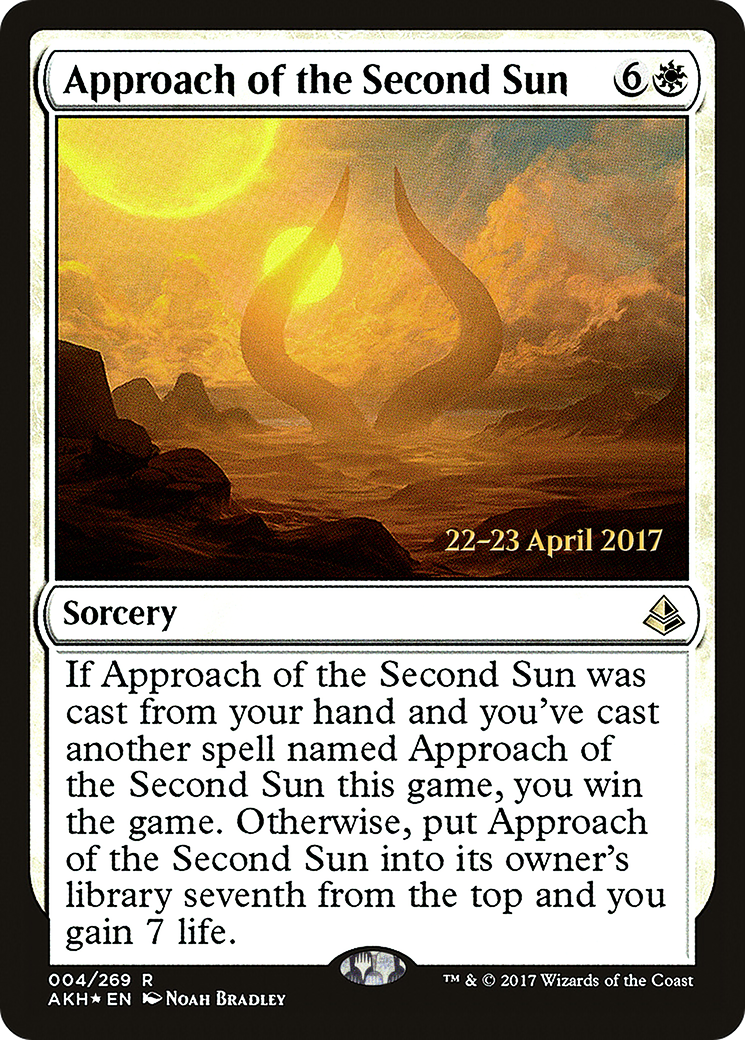 Approach of the Second Sun 6
22–23 April 2017
Sorcery
If Approach of the Second Sun was
cast from your hand and you’ve cast
another spell named Approach of
the Second Sun this game, you win
the game. Otherwise, put Approach
of the Second Sun into its owner’s
library seventh from the top and you
gain 7 life.
004/269 R
™ & © 2017 Wizards of the Coast
AKH★EN Noah Bradley